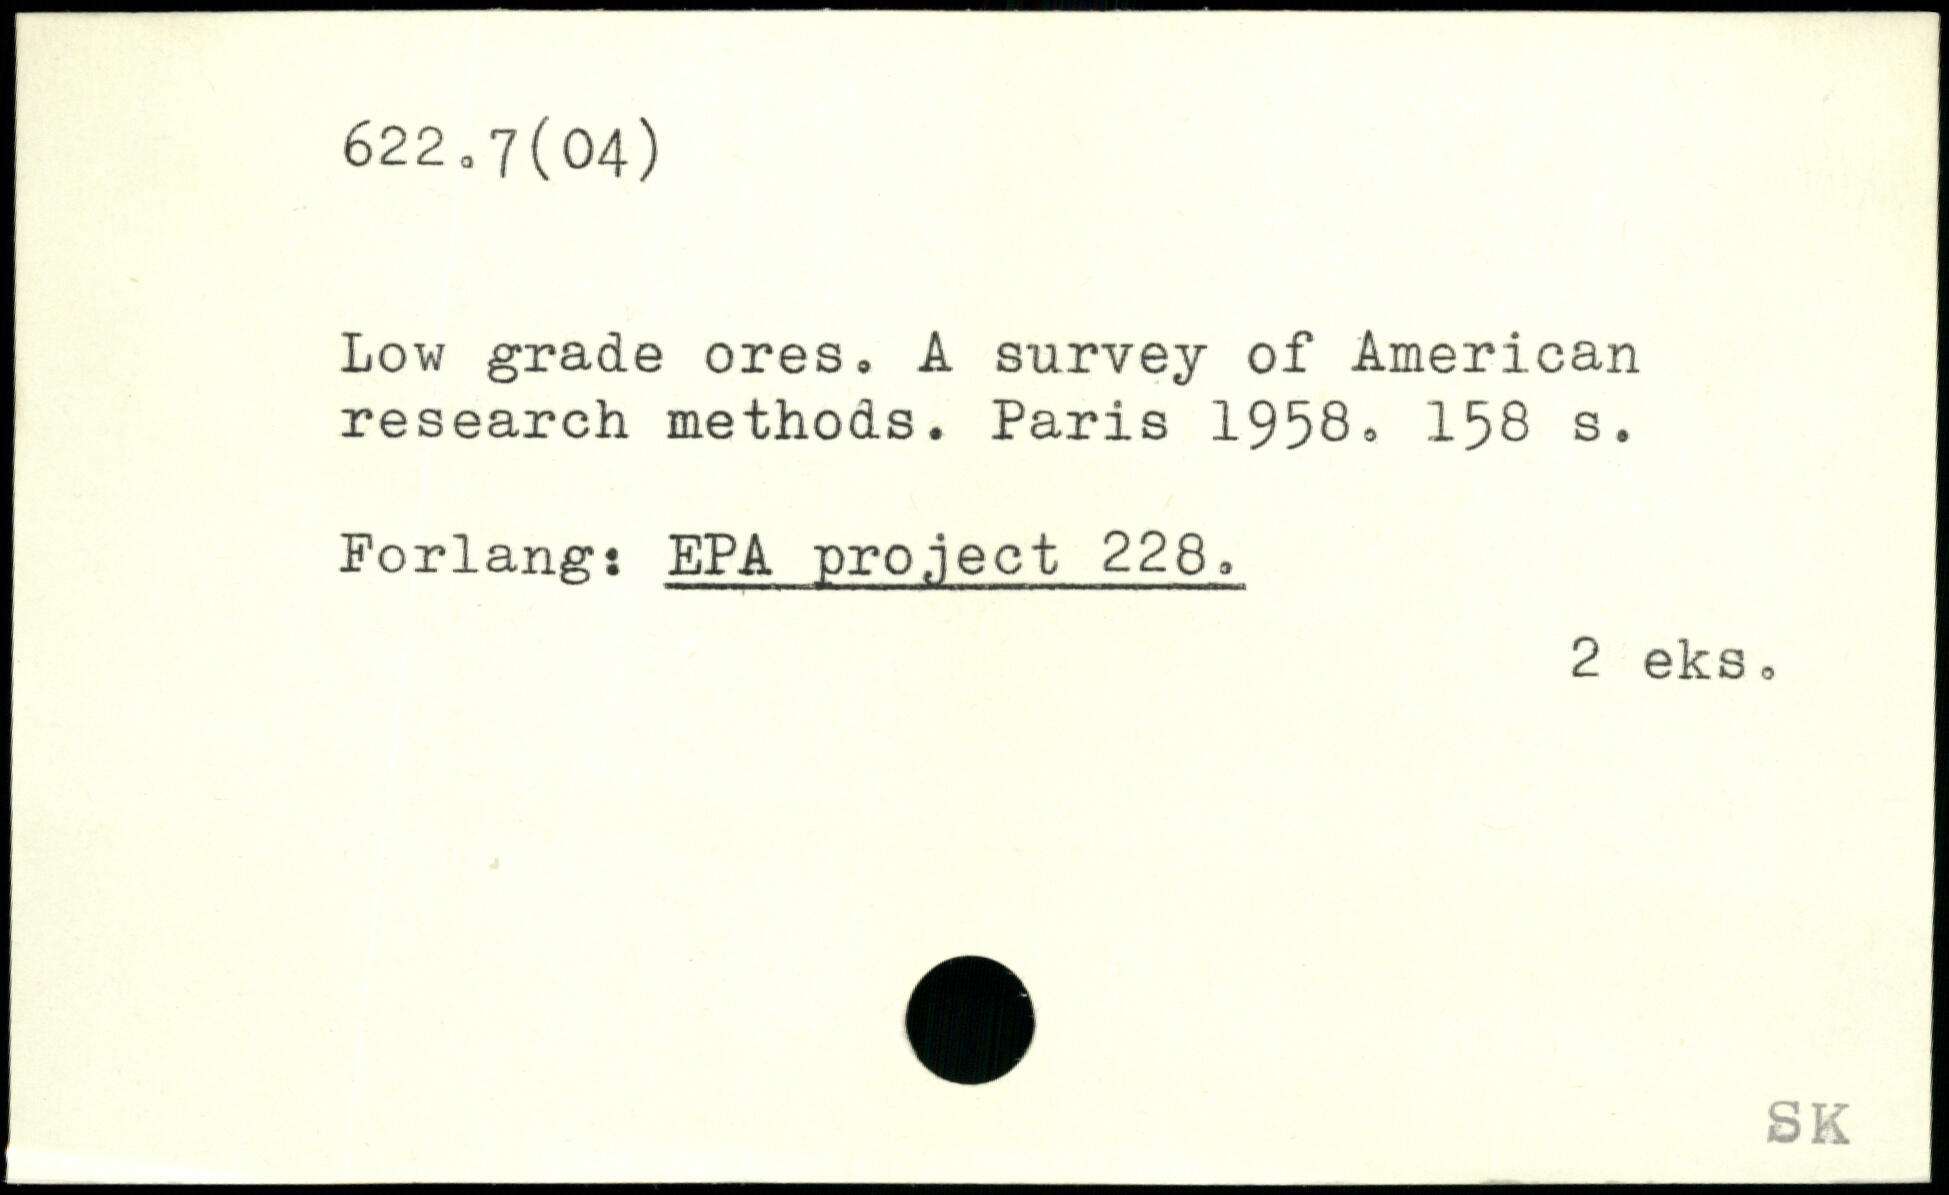 622.7(04)
Low grade ores. A survey of American
research methods. Paris 1958. 158 s.
Forlang: EPA project 228.
2 eks.
SK